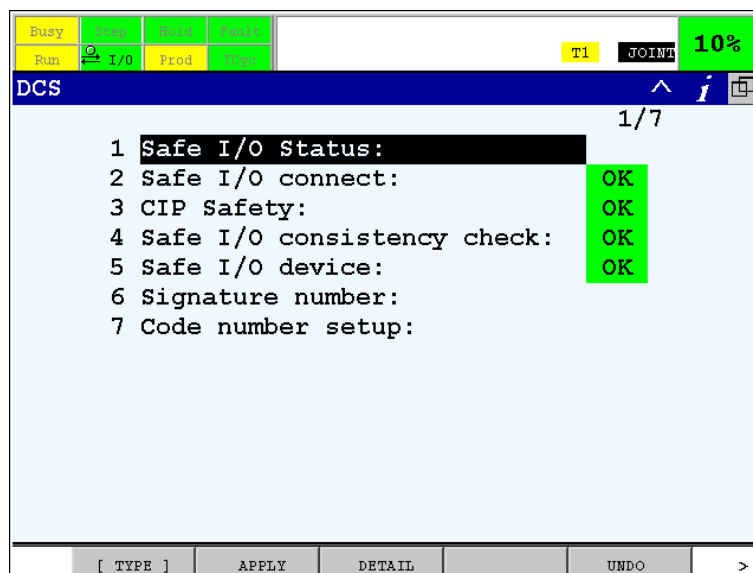 Busy Step Hold Fault
Run I/O Prod TCyc
T1 JOINT 10%
DCS i
1/7
1 Safe I/O Status:
2 Safe I/O connect: OK
3 CIP Safety: OK
4 Safe I/O consistency check: OK
5 Safe I/O device: OK
6 Signature number:
7 Code number setup:
[ TYPE ] APPLY DETAIL UNDO >